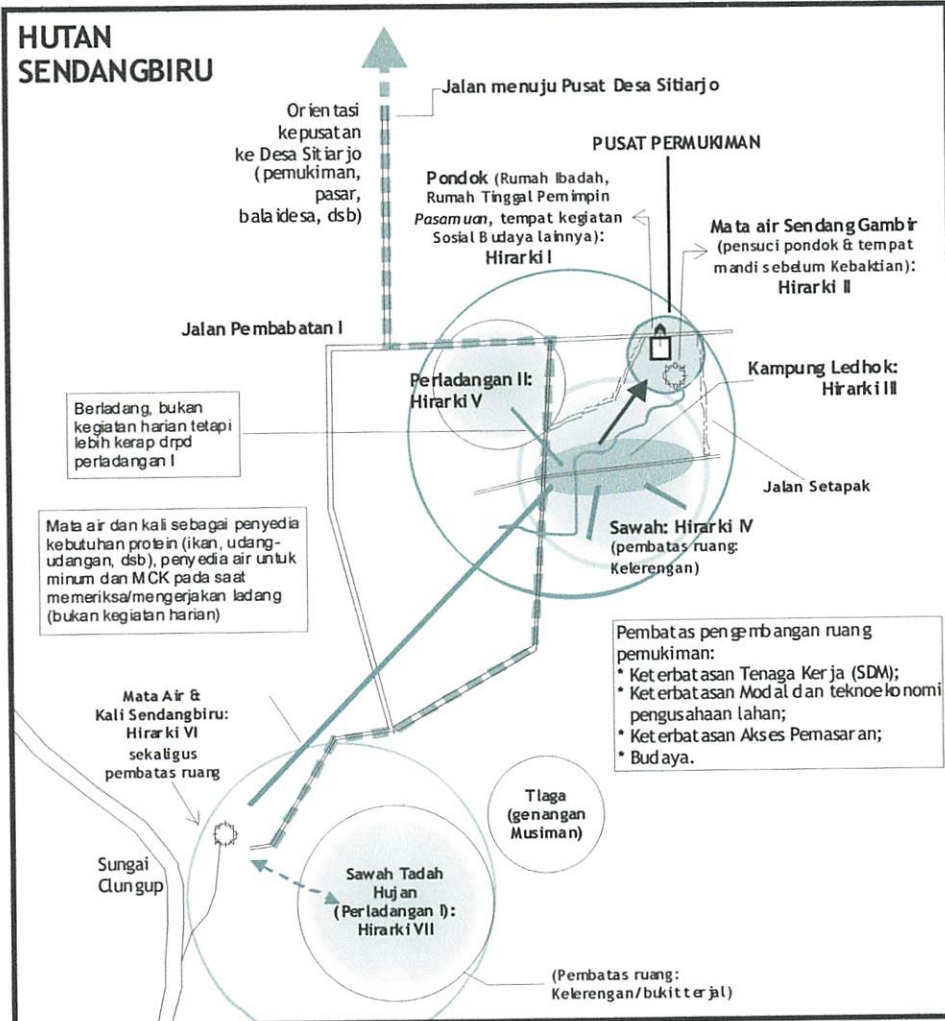 HUTAN
SENDANGBIRU
Jalan menuju Pusat Desa Sitiarjo
Orientasi
kepusatan
ke Desa Sitiarjo
(pemukiman,
pasar,
balaidesa, dsb)
PUSAT PERMUKIMAN
Pondok (Rumah Ibadah,
Rumah Tinggal Pemimpin
Pasamuan, tempat kegiatan
Sosial Budaya lainnya):
Hirarki I
Mata air Sendang Gambir
(pensuci pondok & tempat
mandi sebelum Kebaktian):
Hirarki II
Jalan Pembabatan I
Perladangan II:
Hirarki V
Kampung Ledhok:
Hirarki III
Berladang, bukan
kegiatan harian tetapi
lebih kerap drpd
perladangan I
Jalan Setapak
Sawah: Hirarki IV
(pembatas ruang:
Kelerengan)
Mata air dan kali sebagai penyedia
kebutuhan protein (ikan, udang-
udangan, dsb), penyedia air untuk
minum dan MCK pada saat
memeriksa/mengerjakan ladang
(bukan kegiatan harian)
Pembatas pengembangan ruang
pemukiman:
* Keterbatasan Tenaga Kerja (SDM);
* Keterbatasan Modal dan teknoekonomi
pengusahaan lahan;
* Keterbatasan Akses Pemasaran;
* Budaya.
Mata Air &
Kali Sendangbiru:
Hirarki VI
sekaligus
pembatas ruang
Tlaga
(genangan
Musiman)
Sungai
Clungup
Sawah Tadah
Hujan
(Perladangan I):
Hirarki VII
(Pembatas ruang:
Kelerengan/bukit terjal)